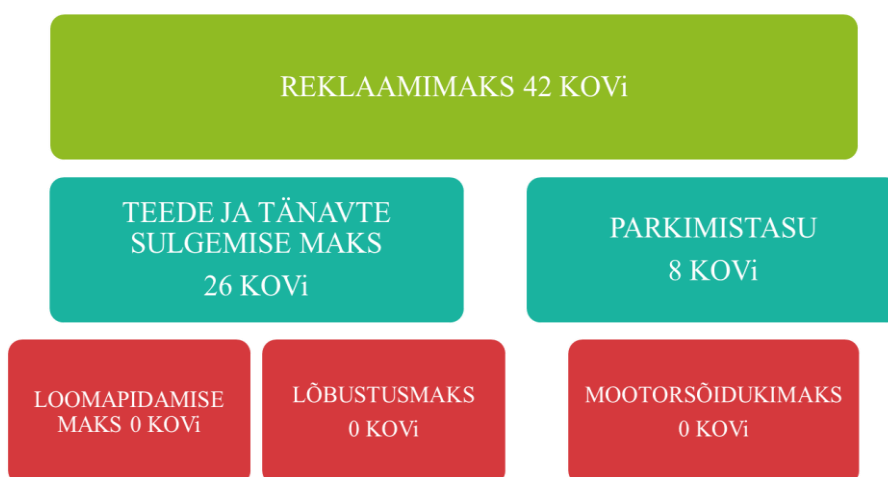 REKLAAMIMAKS 42 KOVi
TEEDE JA TÄNAVTE
SULGEMISE MAKS
26 KOVi
PARKIMISTASU
8 KOVi
LOOMAPIDAMISE
MAKS 0 KOVi
LÕBUSTUSMAKS
0 KOVi
MOOTORSÕIDUKIMAKS
0 KOVi